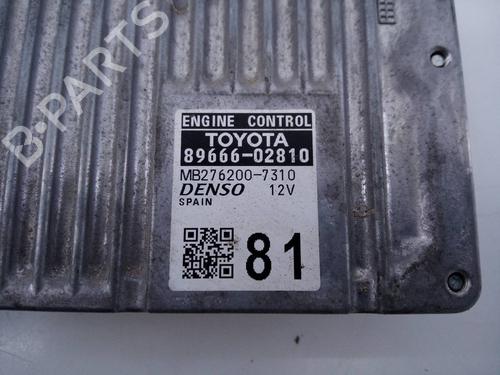 B-PARTS
ENGINE CONTROL
TOYOTA
89666-02810
MB276200-7310
DENSO 12V
SPAIN
81